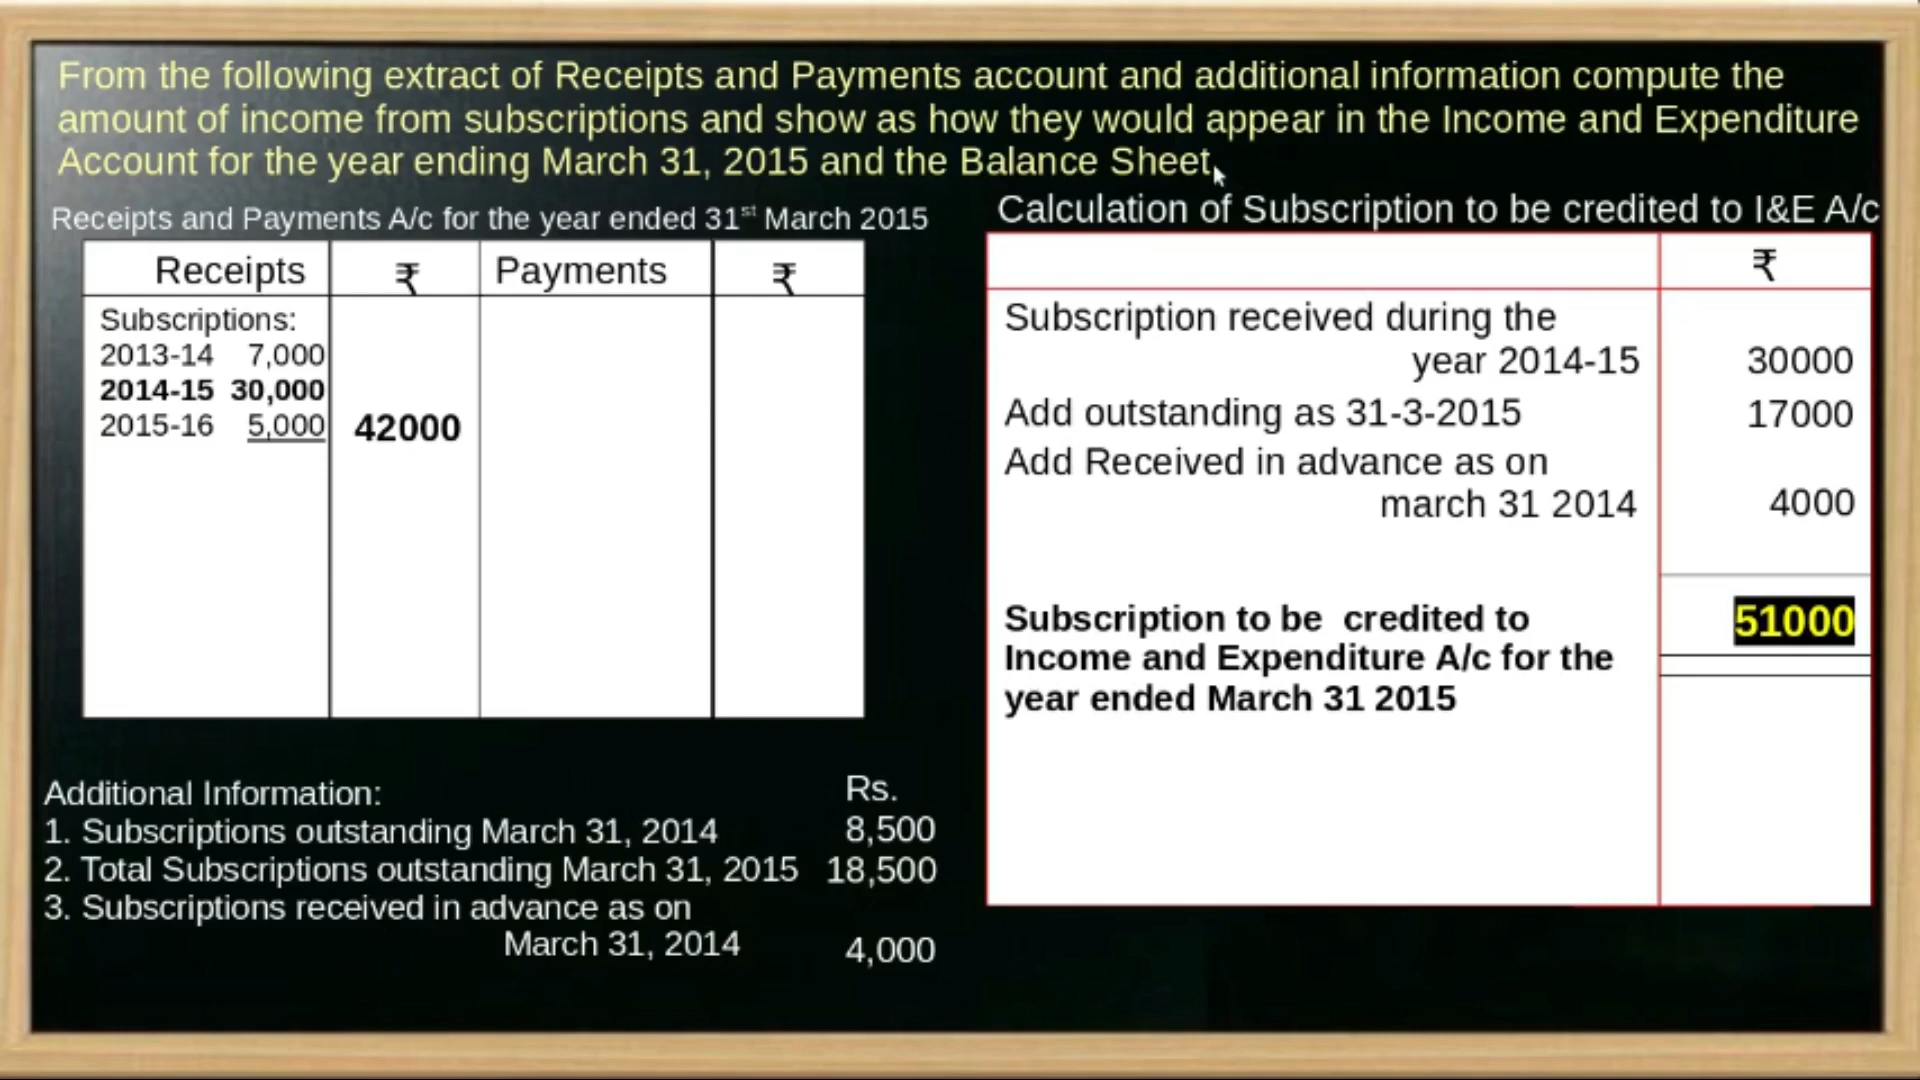 From the following extract of Receipts and Payments account and additional information compute the
amount of income from subscriptions and show as how they would appear in the Income and Expenditure
Account for the year ending March 31, 2015 and the Balance Sheet.
Receipts and Payments A/c for the year ended 31st March 2015
Receipts ₹ Payments ₹
Subscriptions:
2013-14 7,000
2014-15 30,000
2015-16 5,000 42000
Additional Information: Rs.
1. Subscriptions outstanding March 31, 2014 8,500
2. Total Subscriptions outstanding March 31, 2015 18,500
3. Subscriptions received in advance as on
March 31, 2014 4,000
Calculation of Subscription to be credited to I&E A/c
₹
Subscription received during the
year 2014-15 30000
Add outstanding as 31-3-2015 17000
Add Received in advance as on
march 31 2014 4000
Subscription to be credited to 51000
Income and Expenditure A/c for the
year ended March 31 2015